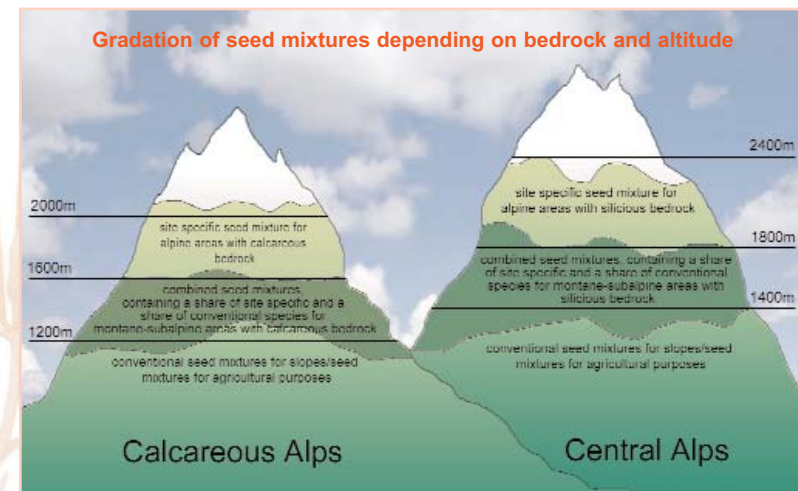 Gradation of seed mixtures depending on bedrock and altitude
2000m
site specific seed mixture for
alpine areas with calcareous
bedrock
1600m
combined seed mixtures,
containing a share of site specific and a
share of conventional species for
montane-subalpine areas with calcareous bedrock
1200m
conventional seed mixtures for slopes/seed
mixtures for agricultural purposes
Calcareous Alps
2400m
site specific seed mixture for
alpine areas with silicious bedrock
1800m
combined seed mixtures, containing a share
of site specific and a share of conventional
species for montane-subalpine areas with
silicious bedrock
1400m
conventional seed mixtures for slopes/seed
mixtures for agricultural purposes
Central Alps